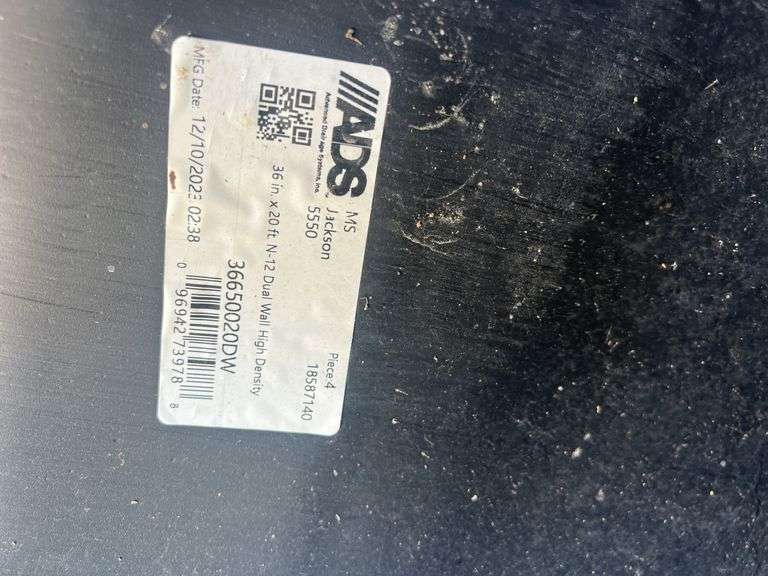 ADS
Advanced Drainage Systems, Inc.
MS
Jackson
5550
Piece 4
18587140
36 in. x 20 ft. N-12 Dual Wall High Density
36650020DW
MFG Date: 12/10/2023 02:38
0 96942 73978 8